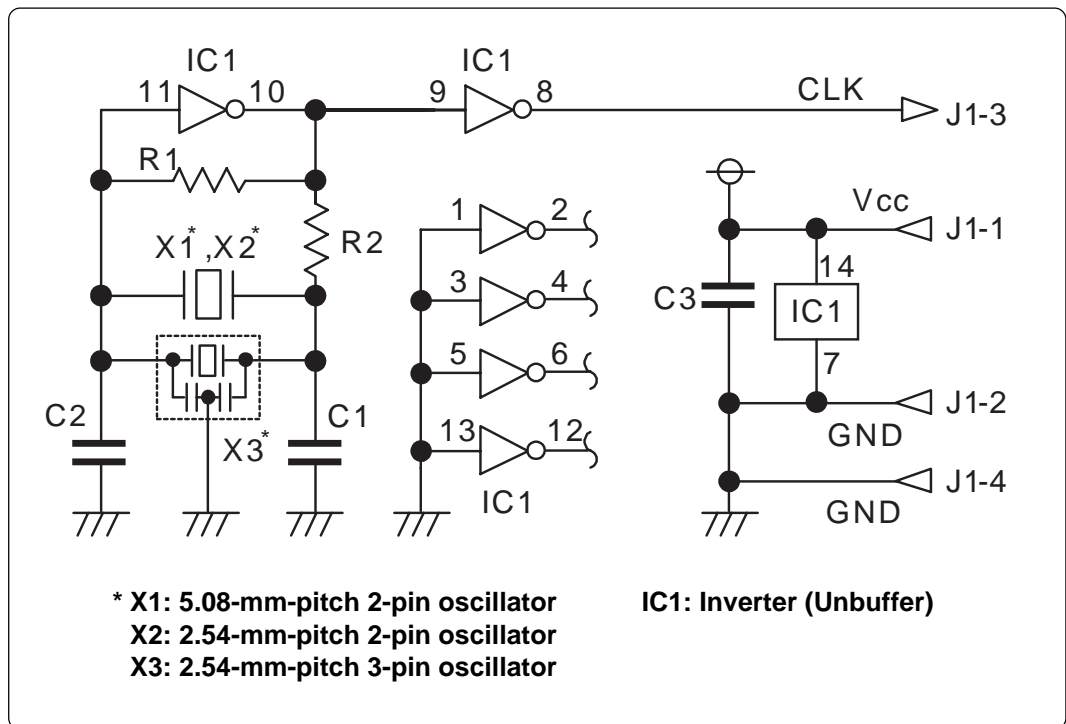 IC1
IC1
11
10
9
8
CLK
J1-3
R1
1
2
Vcc
J1-1
X1*,X2*
R2
3
4
14
C3
IC1
5
6
7
C2
X3*
C1
13
12
J1-2
GND
IC1
J1-4
GND
* X1: 5.08-mm-pitch 2-pin oscillator
X2: 2.54-mm-pitch 2-pin oscillator
X3: 2.54-mm-pitch 3-pin oscillator
IC1: Inverter (Unbuffer)